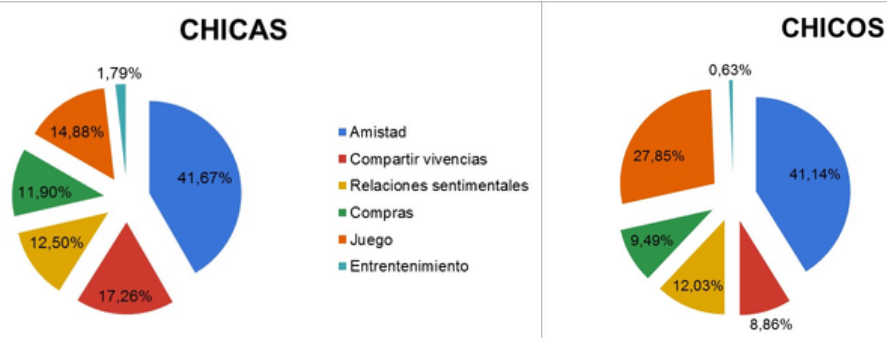 CHICAS
1,79%
14,88%
41,67%
11,90%
12,50%
17,26%
Amistad
Compartir vivencias
Relaciones sentimentales
Compras
Juego
Entrentenimiento
CHICOS
0,63%
27,85%
41,14%
9,49%
12,03%
8,86%